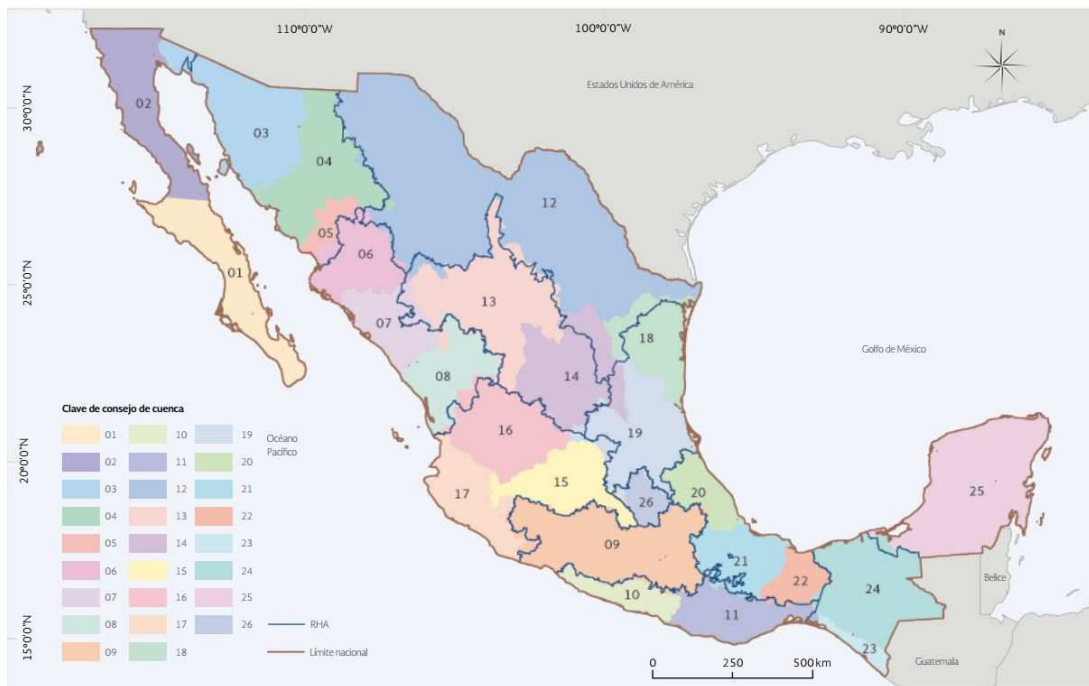 110°0'0"W
100°0'0"W
90°0'0"W
N
Estados Unidos de América
30°0'0"N
02
03
04
12
05
06
25°0'0"N
01
13
07
18
Golfo de México
08
14
Clave de consejo de cuenca
01 10 19
Océano
Pacífico
02 11 20
03 12 21
04 13 22
05 14 23
06 15 24
07 16 25
08 17 26
09 18
RHA
Límite nacional
16
19
20°0'0"N
15
17
26
20
25
09
21
22
24
Belice
10
11
15°0'0"N
23
Guatemala
0 250 500 km